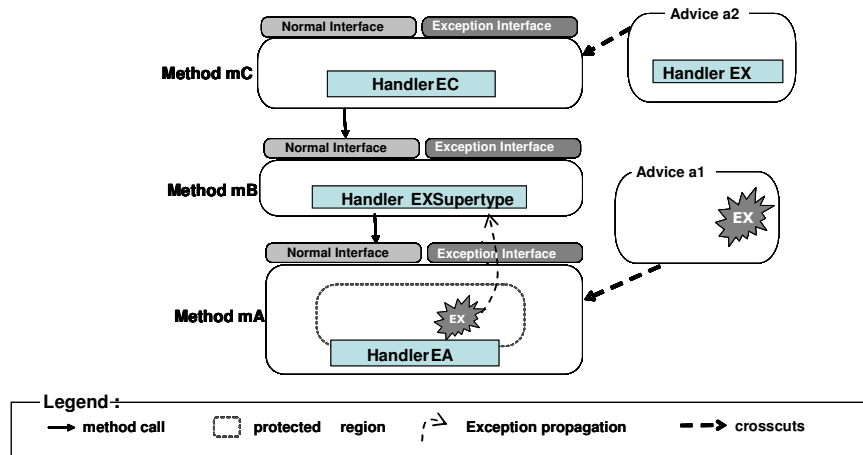 Normal Interface
Exception Interface
Advice a2
Method mC
Handler EC
Handler EX
Normal Interface
Exception Interface
Method mB
Handler EXSupertype
Advice a1
EX
Normal Interface
Exception Interface
Method mA
EX
Handler EA
Legend :
method call
protected region
Exception propagation
crosscuts